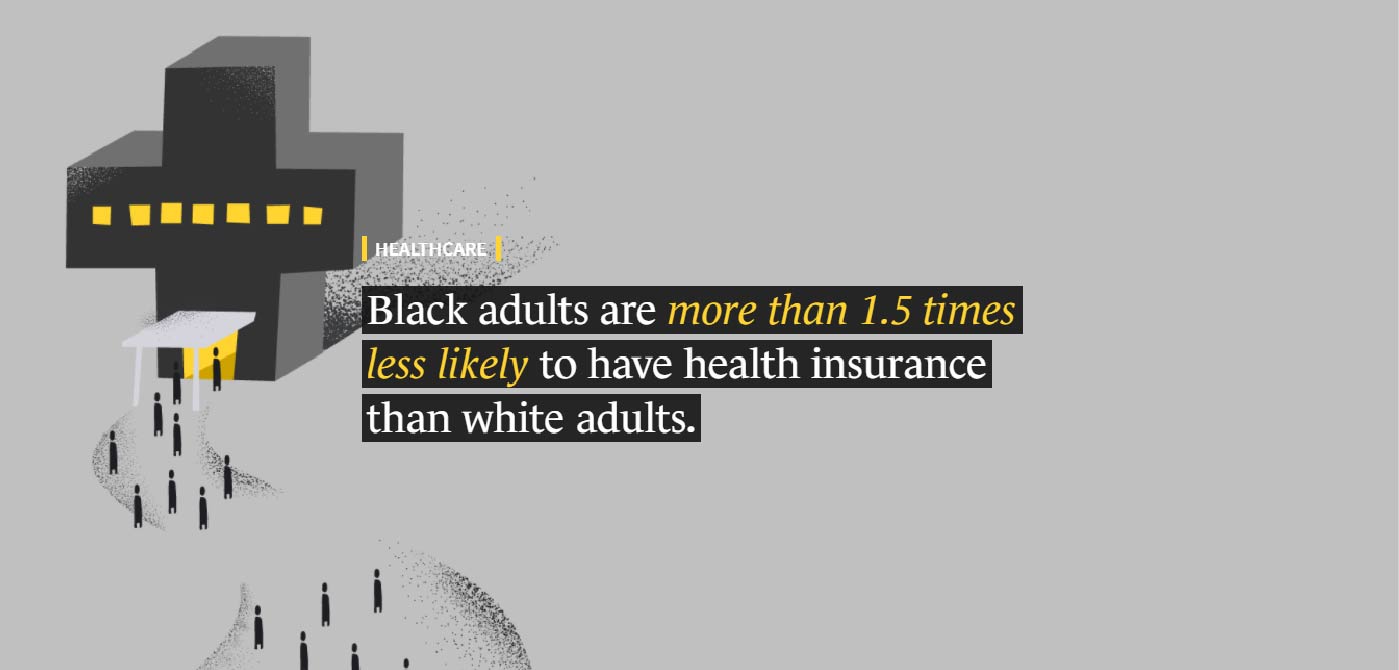 HEALTHCARE
Black adults are more than 1.5 times
less likely to have health insurance
than white adults.